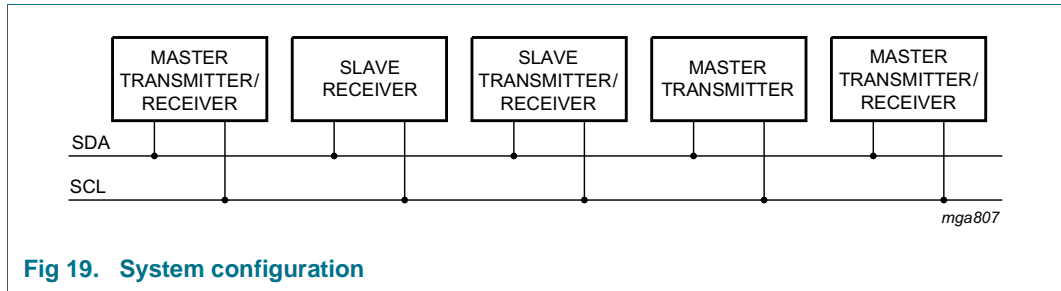 MASTER
TRANSMITTER/
RECEIVER
SLAVE
RECEIVER
SLAVE
TRANSMITTER/
RECEIVER
MASTER
TRANSMITTER
MASTER
TRANSMITTER/
RECEIVER
SDA
SCL
mga807
Fig 19. System configuration